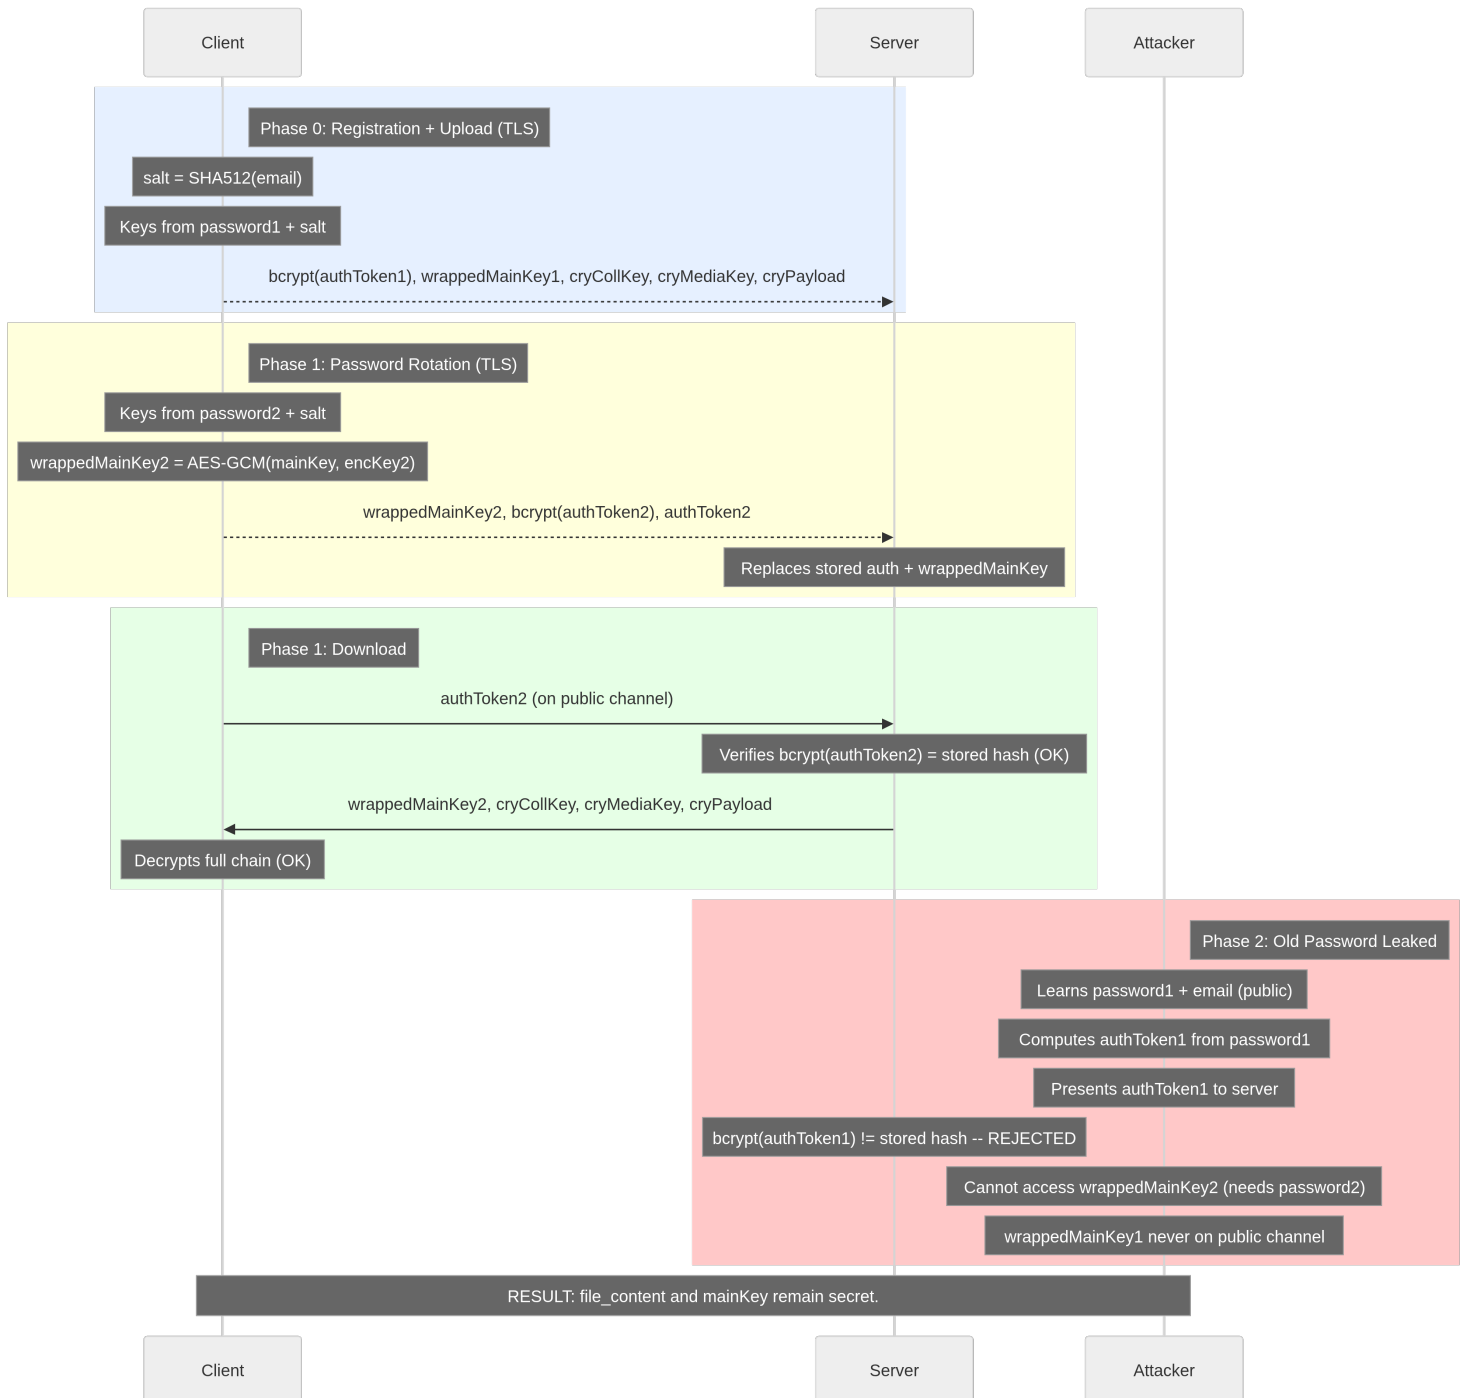 Client
Server
Attacker
Phase 0: Registration + Upload (TLS)
salt = SHA512(email)
Keys from password1 + salt
bcrypt(authToken1), wrappedMainKey1, cryCollKey, cryMediaKey, cryPayload
Phase 1: Password Rotation (TLS)
Keys from password2 + salt
wrappedMainKey2 = AES-GCM(mainKey, encKey2)
wrappedMainKey2, bcrypt(authToken2), authToken2
Replaces stored auth + wrappedMainKey
Phase 1: Download
authToken2 (on public channel)
Verifies bcrypt(authToken2) = stored hash (OK)
wrappedMainKey2, cryCollKey, cryMediaKey, cryPayload
Decrypts full chain (OK)
Phase 2: Old Password Leaked
Learns password1 + email (public)
Computes authToken1 from password1
Presents authToken1 to server
bcrypt(authToken1) != stored hash -- REJECTED
Cannot access wrappedMainKey2 (needs password2)
wrappedMainKey1 never on public channel
RESULT: file_content and mainKey remain secret.
Client
Server
Attacker